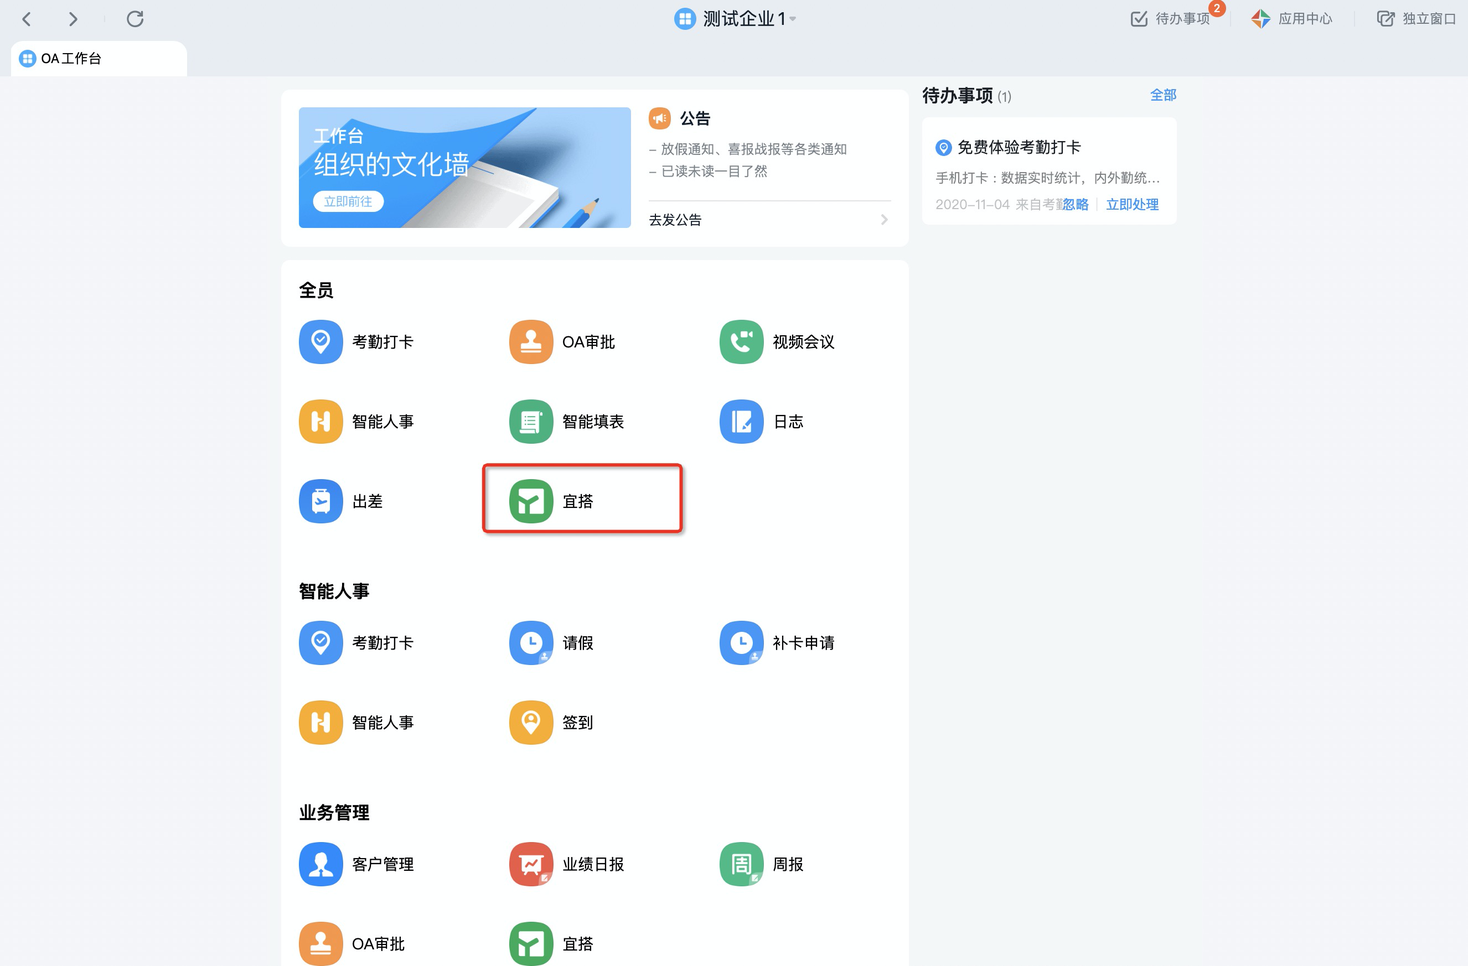 测试企业1
待办事项
2
应用中心
独立窗口
OA工作台
工作台
组织的文化墙
立即前往
公告
– 放假通知、喜报战报等各类通知
– 已读未读一目了然
去发公告
待办事项 (1)
全部
免费体验考勤打卡
手机打卡：数据实时统计，内外勤统...
2020-11-04 来自考勤
忽略
立即处理
全员
考勤打卡
OA审批
视频会议
智能人事
智能填表
日志
出差
宜搭
智能人事
考勤打卡
请假
补卡申请
智能人事
签到
业务管理
客户管理
业绩日报
周
周报
OA审批
宜搭